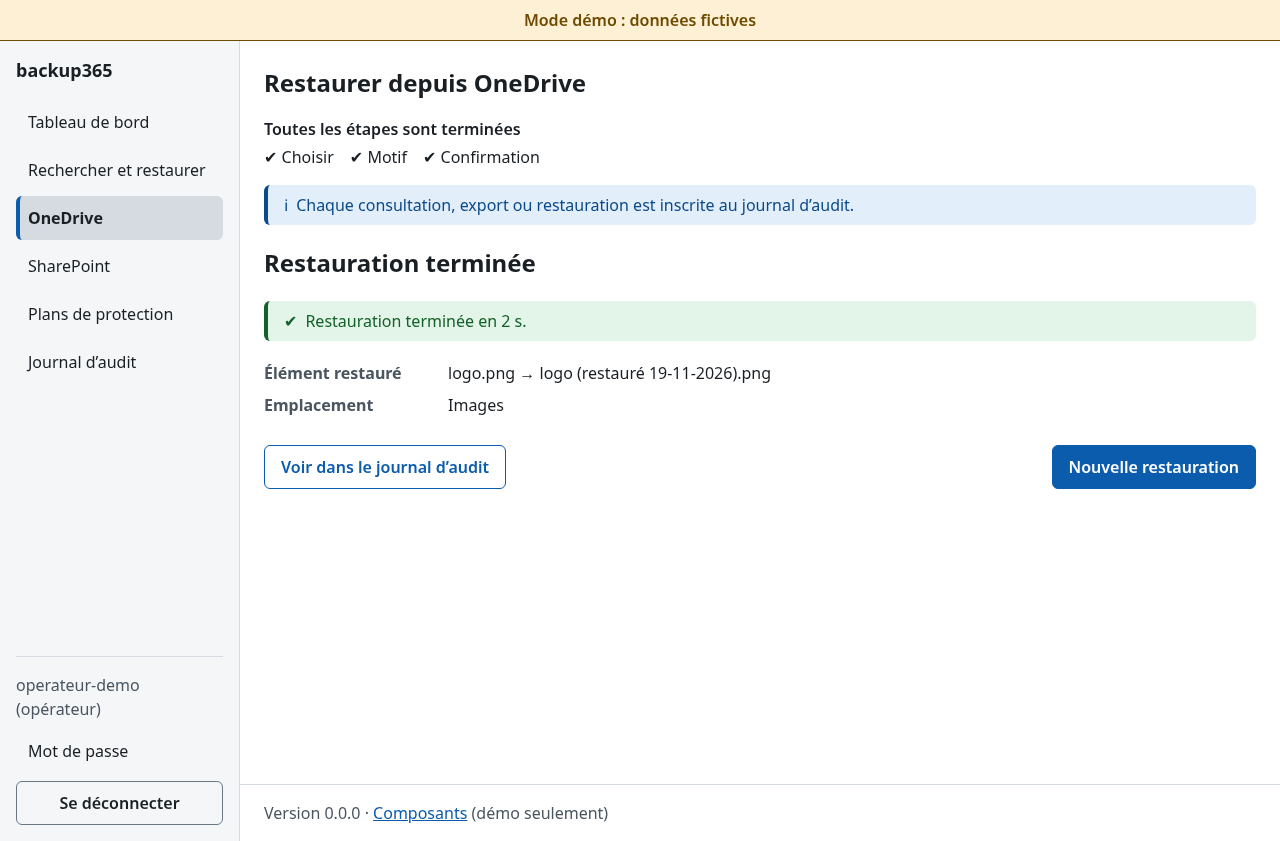 Mode démo : données fictives
backup365
Tableau de bord
Rechercher et restaurer
OneDrive
SharePoint
Plans de protection
Journal d’audit
operateur-demo
(opérateur)
Mot de passe
Se déconnecter
Restaurer depuis OneDrive
Toutes les étapes sont terminées
✔ Choisir ✔ Motif ✔ Confirmation
i Chaque consultation, export ou restauration est inscrite au journal d’audit.
Restauration terminée
✔ Restauration terminée en 2 s.
Élément restauré logo.png → logo (restauré 19-11-2026).png
Emplacement Images
Voir dans le journal d’audit Nouvelle restauration
Version 0.0.0 · Composants (démo seulement)